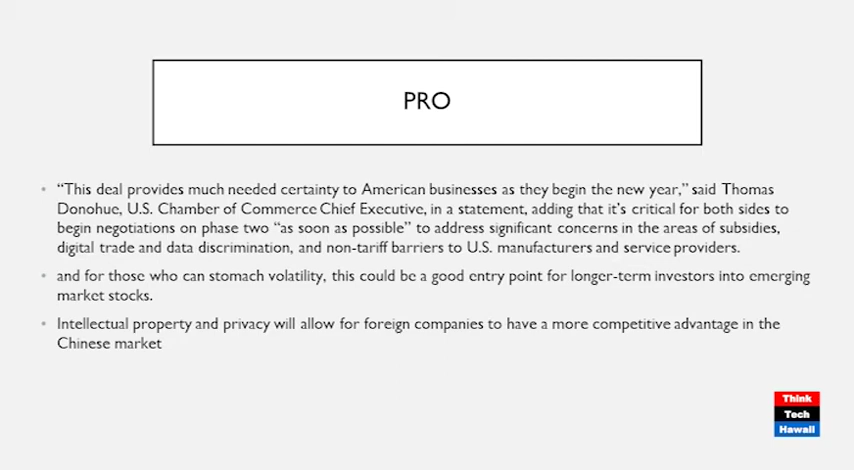 PRO
• “This deal provides much needed certainty to American businesses as they begin the new year,” said Thomas
Donohue, U.S. Chamber of Commerce Chief Executive, in a statement, adding that it’s critical for both sides to
begin negotiations on phase two “as soon as possible” to address significant concerns in the areas of subsidies,
digital trade and data discrimination, and non-tariff barriers to U.S. manufacturers and service providers.
• and for those who can stomach volatility, this could be a good entry point for longer-term investors into emerging
market stocks.
• Intellectual property and privacy will allow for foreign companies to have a more competitive advantage in the
Chinese market
Think
Tech
Hawaii